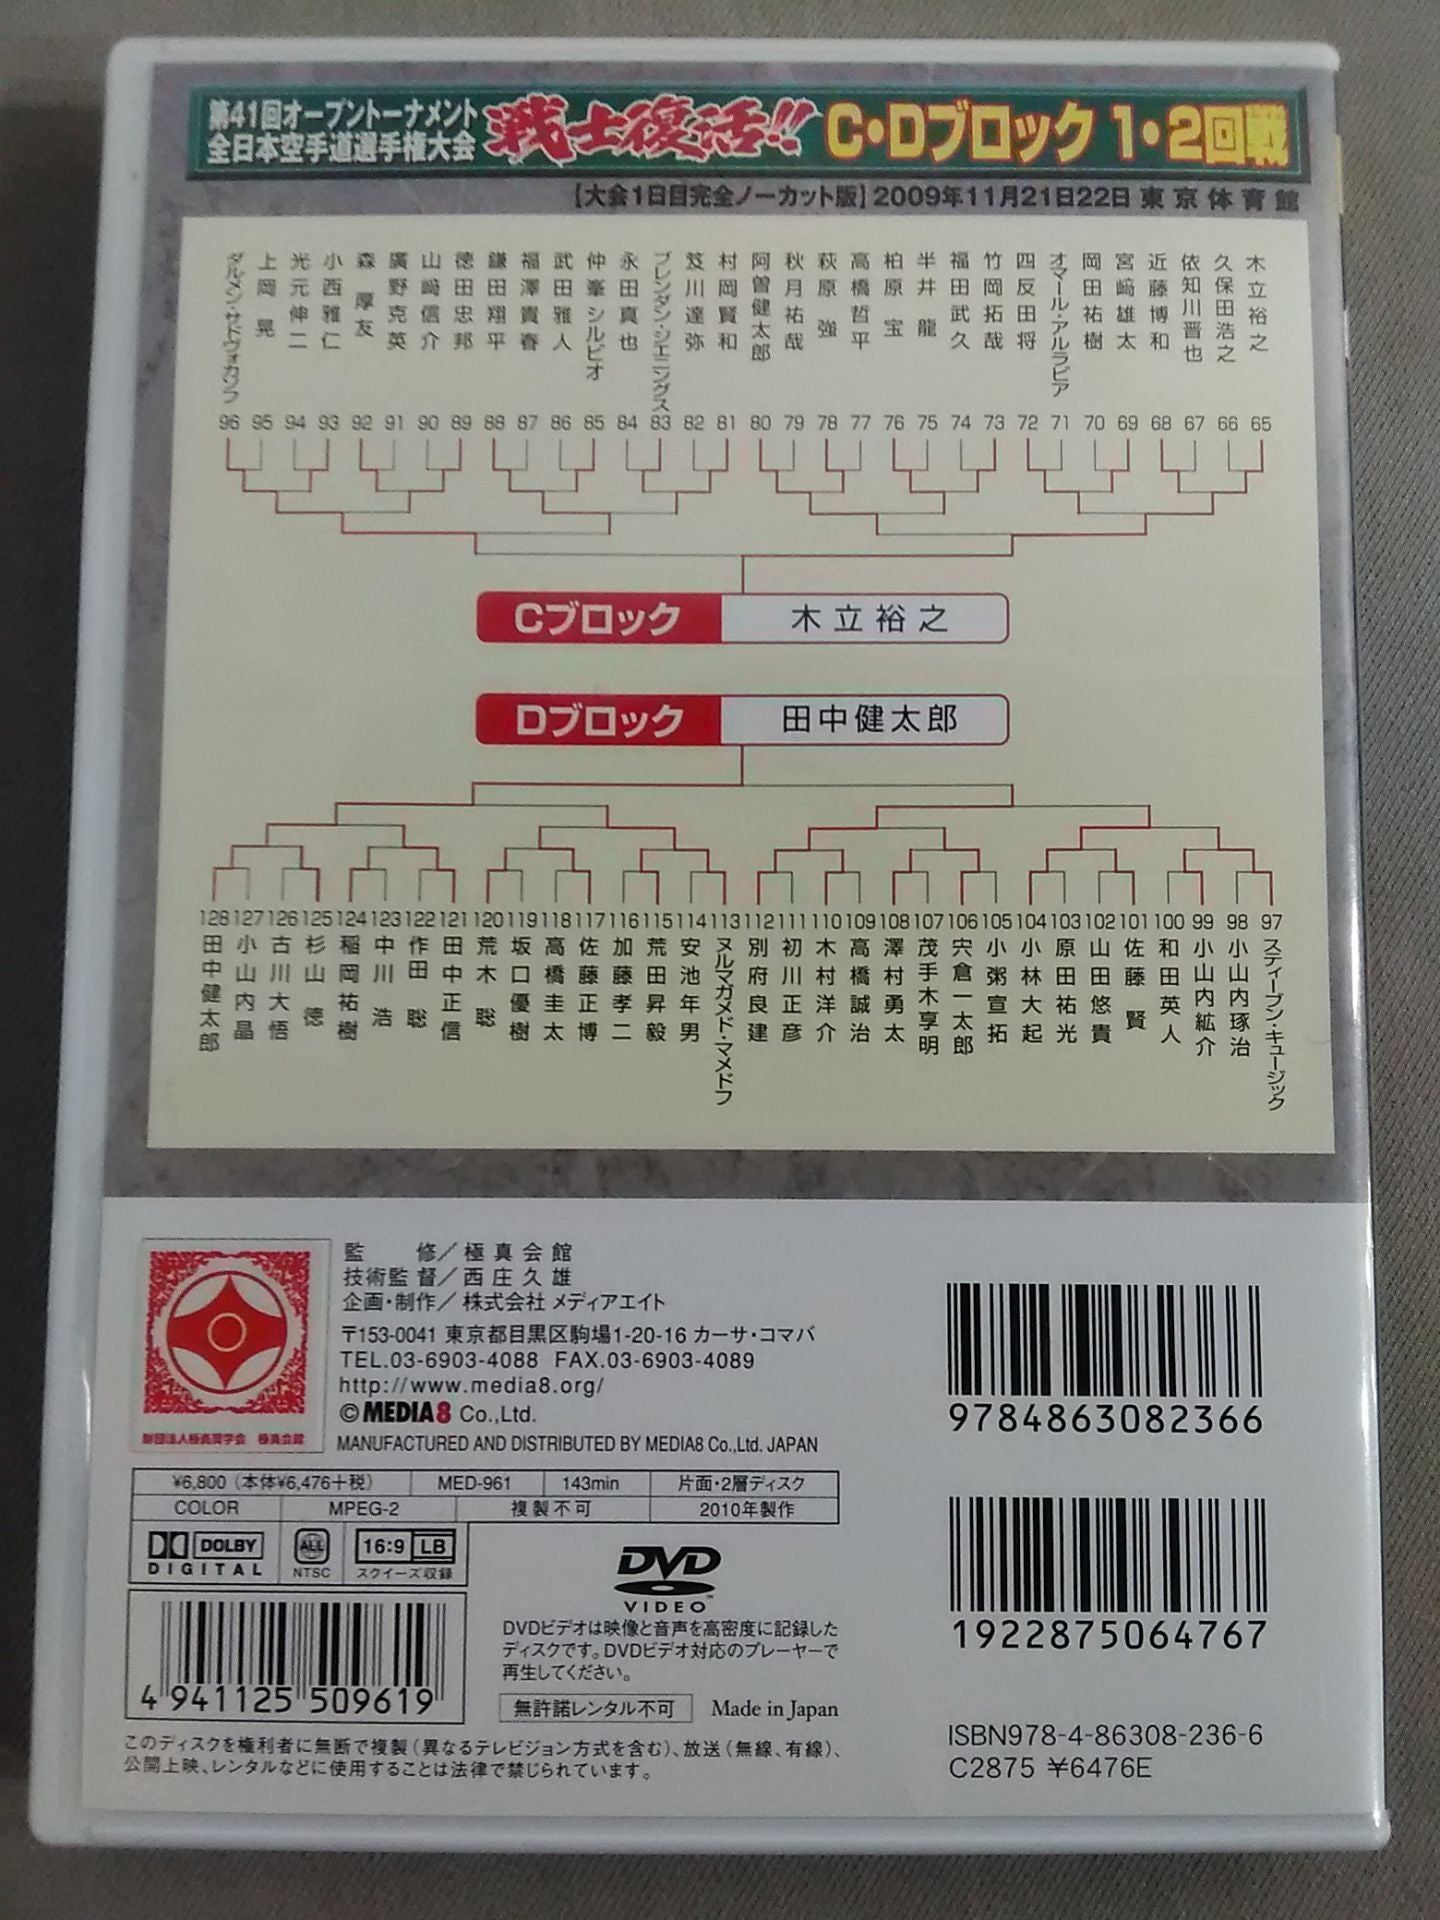 第41回オープントーナメント
全日本空手道選手権大会
戦士復活!!
C・Dブロック 1・2回戦
【大会1日目完全ノーカット版】2009年11月21日22日 東京体育館
ダルメン・サドヴォカソフ
上岡晃
光元伸二
小西雅仁
森厚友
廣野克英
山﨑信介
徳田忠邦
鎌田翔平
福澤貴春
武田雅人
仲峯シルビオ
永田真也
ブレンダン・ジェニングス
笈川達弥
村岡賢和
阿曽健太郎
秋月祐哉
萩原強
高橋哲平
柏原宝
半井龍
福田武久
竹岡拓哉
四反田将
オマール・アルラビア
岡田祐樹
宮﨑雄太
近藤博和
依知川晋也
久保田浩之
木立裕之
96 95 94 93 92 91 90 89 88 87 86 85 84 83 82 81 80 79 78 77 76 75 74 73 72 71 70 69 68 67 66 65
Cブロック 木立裕之
Dブロック 田中健太郎
128 127 126 125 124 123 122 121 120 119 118 117 116 115 114 113 112 111 110 109 108 107 106 105 104 103 102 101 100 99 98 97
田中健太郎
小山内晶
古川大悟
杉山徳
稲岡祐樹
中川浩
作田聡
田中正信
荒木聡
坂口優樹
高橋圭太
佐藤正博
加藤孝二
荒田昇毅
安池年男
ヌルマガメド・マメドフ
別府良建
初川正彦
木村洋介
高橋誠治
澤村勇太
茂手木享明
宍倉一太郎
小粥宣拓
小林大起
原田祐光
山田悠貴
佐藤賢
和田英人
小山内紘介
小山内琢治
スティーブン・キュージック
財団法人極真奨学会 極真会館
監 修/極真会館
技術監督/西庄久雄
企画・制作/株式会社 メディアエイト
〒153-0041 東京都目黒区駒場1-20-16 カーサ・コマバ
TEL.03-6903-4088 FAX.03-6903-4089
http://www.media8.org/
© MEDIA8 Co.,Ltd.
MANUFACTURED AND DISTRIBUTED BY MEDIA8 Co.,Ltd. JAPAN
¥6,800(本体¥6,476+税) MED-961 143min 片面・2層ディスク
COLOR MPEG-2 複製不可 2010年製作
DOLBY
DIGITAL
ALL
NTSC
16:9 LB
スクイーズ収録
DVD
VIDEO
DVDビデオは映像と音声を高密度に記録した
ディスクです。DVDビデオ対応のプレーヤーで
再生してください。
無許諾レンタル不可 Made in Japan
4 941125 509619
このディスクを権利者に無断で複製(異なるテレビジョン方式を含む)、放送(無線、有線)、
公開上映、レンタルなどに使用することは法律で禁じられています。
9784863082366
1922875064767
ISBN978-4-86308-236-6
C2875 ¥6476E